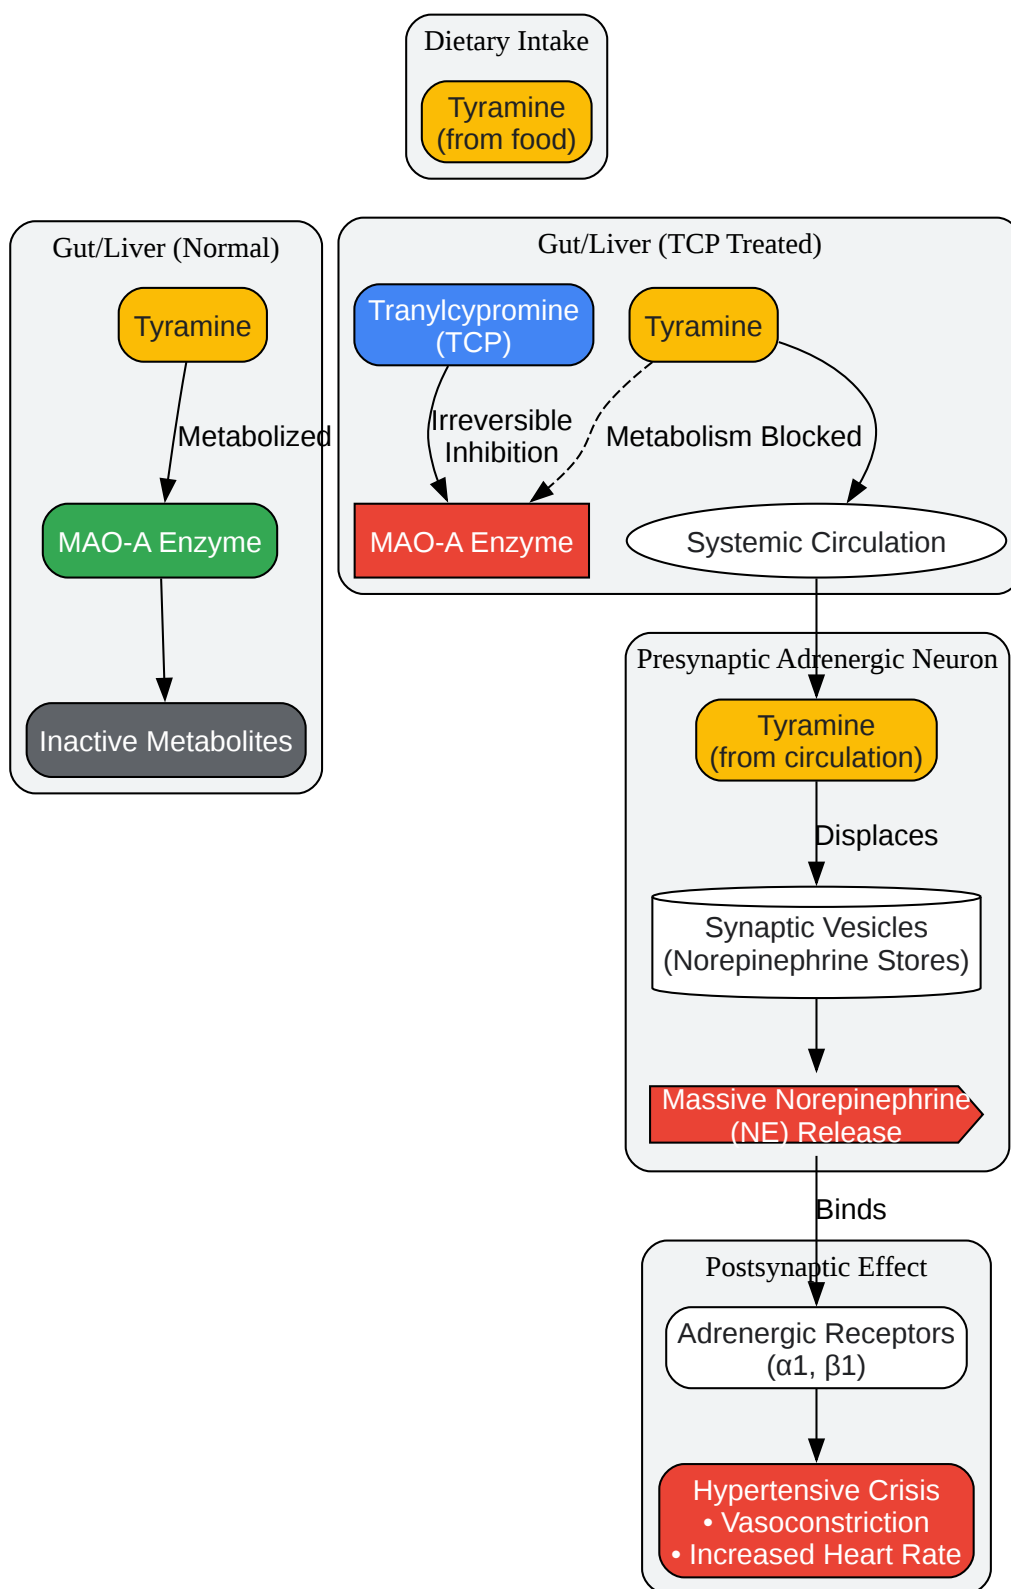 Dietary Intake
Tyramine
(from food)
Gut/Liver (Normal)
Tyramine
Metabolized
MAO-A Enzyme
Inactive Metabolites
Gut/Liver (TCP Treated)
Tranylcypromine
(TCP)
Tyramine
Irreversible
Inhibition
Metabolism Blocked
MAO-A Enzyme
Systemic Circulation
Presynaptic Adrenergic Neuron
Tyramine
(from circulation)
Displaces
Synaptic Vesicles
(Norepinephrine Stores)
Massive Norepinephrine
(NE) Release
Binds
Postsynaptic Effect
Adrenergic Receptors
(α1, β1)
Hypertensive Crisis
• Vasoconstriction
• Increased Heart Rate